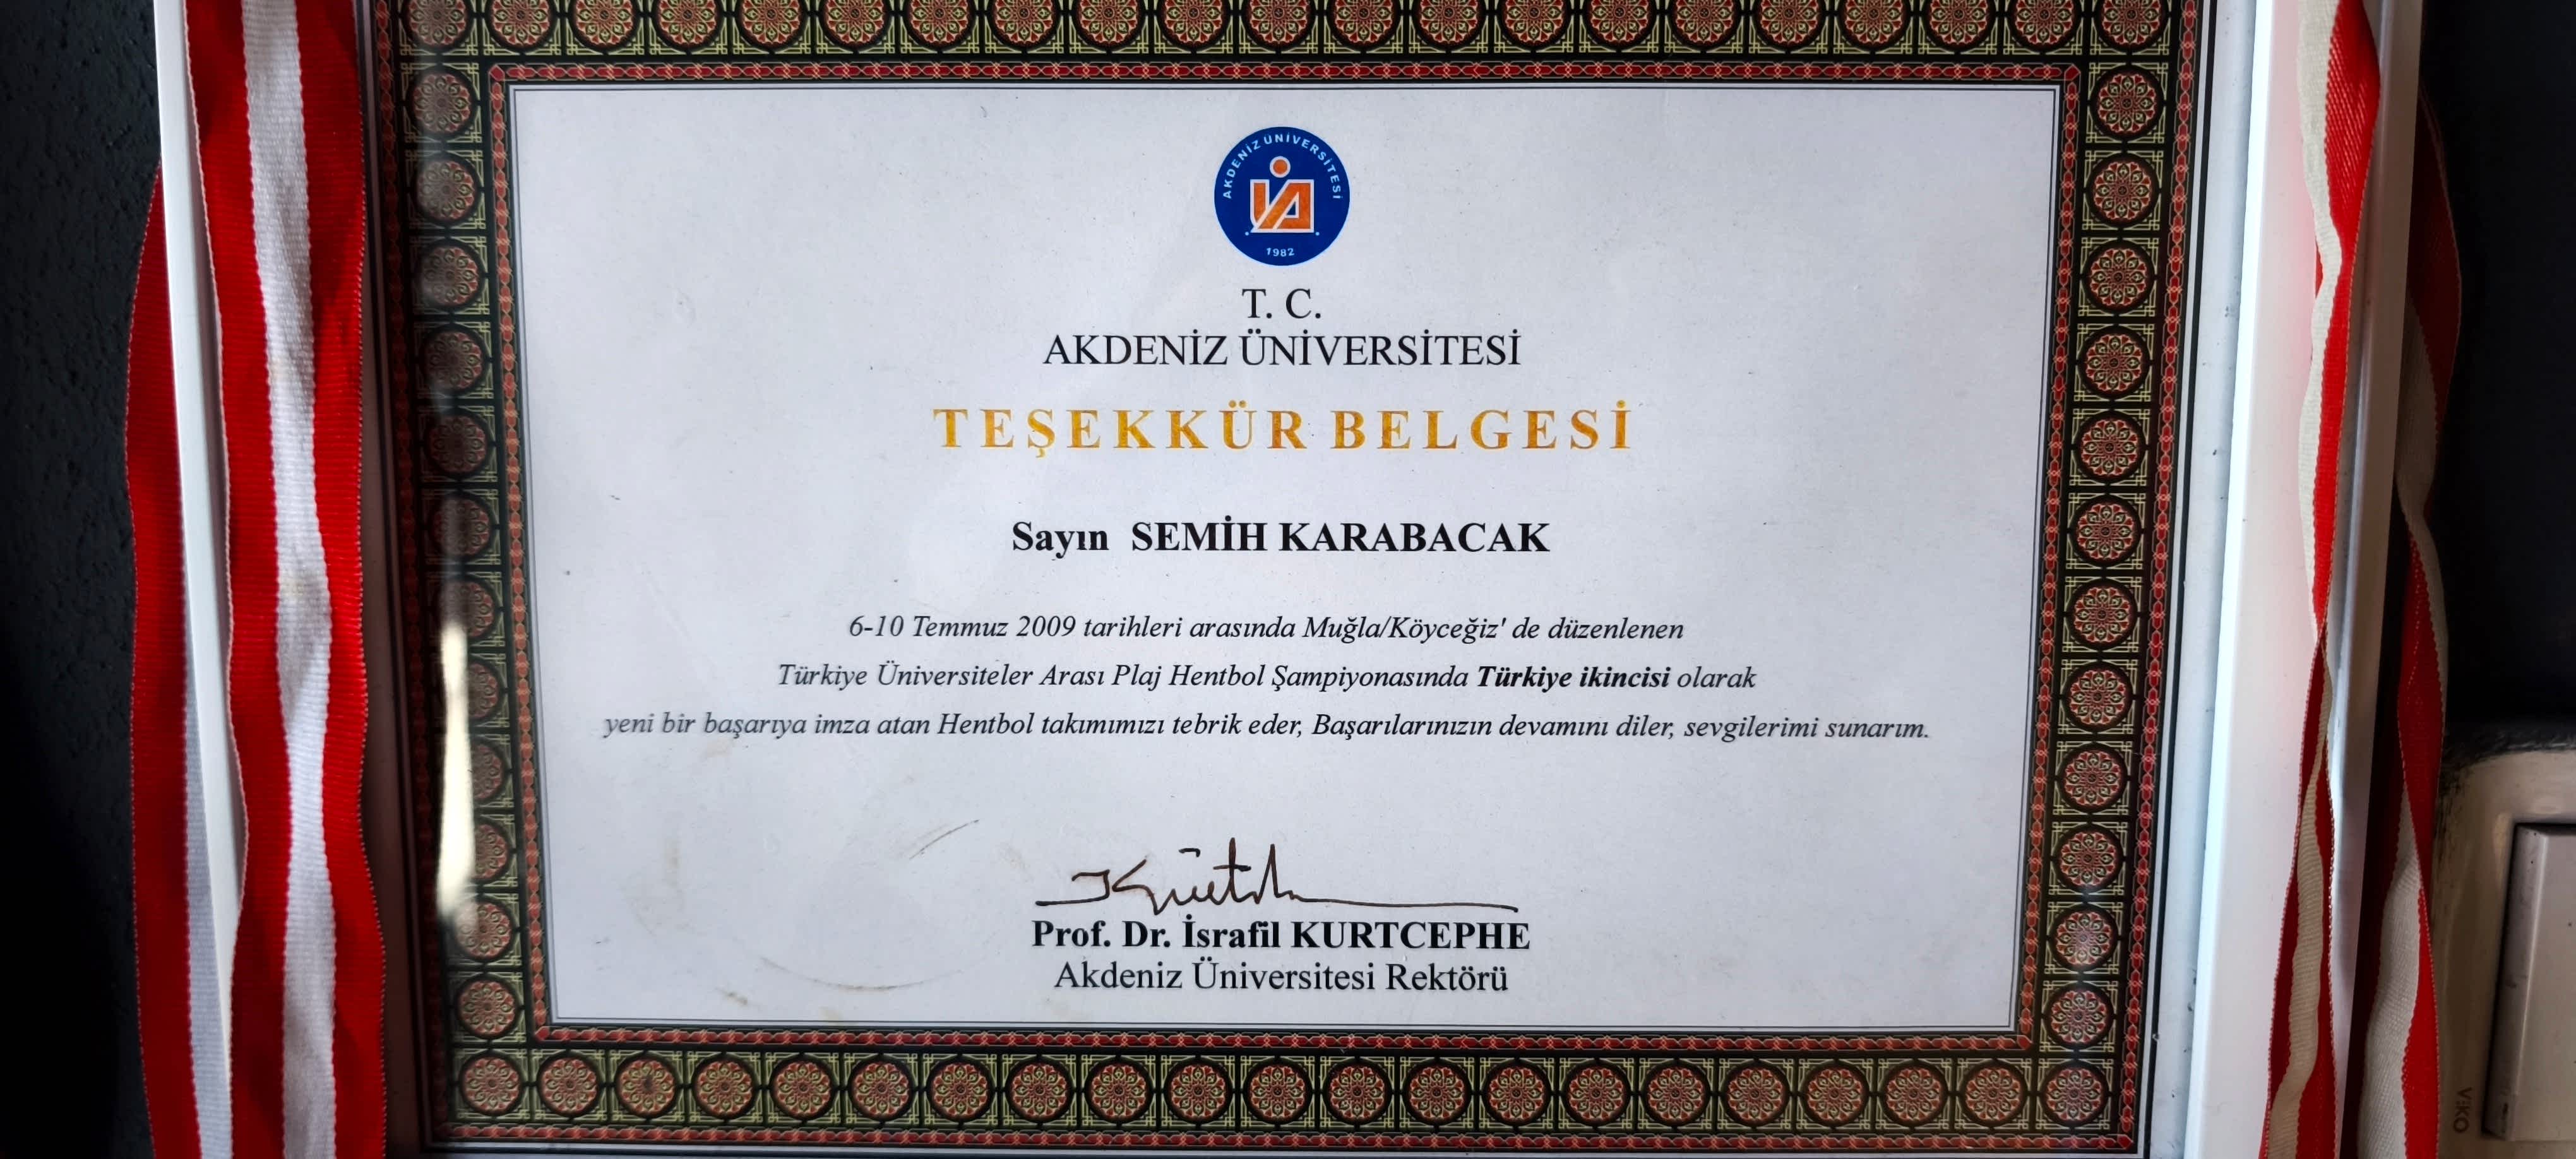 AKDENİZ ÜNİVERSİTESİ
1982
T. C.
AKDENİZ ÜNİVERSİTESİ
TEŞEKKÜR BELGESİ
Sayın SEMİH KARABACAK
6-10 Temmuz 2009 tarihleri arasında Muğla/Köyceğiz' de düzenlenen
Türkiye Üniversiteler Arası Plaj Hentbol Şampiyonasında Türkiye ikincisi olarak
yeni bir başarıya imza atan Hentbol takımımızı tebrik eder, Başarılarınızın devamını diler, sevgilerimi sunarım.
Prof. Dr. İsrafil KURTCEPHE
Akdeniz Üniversitesi Rektörü
VİKO